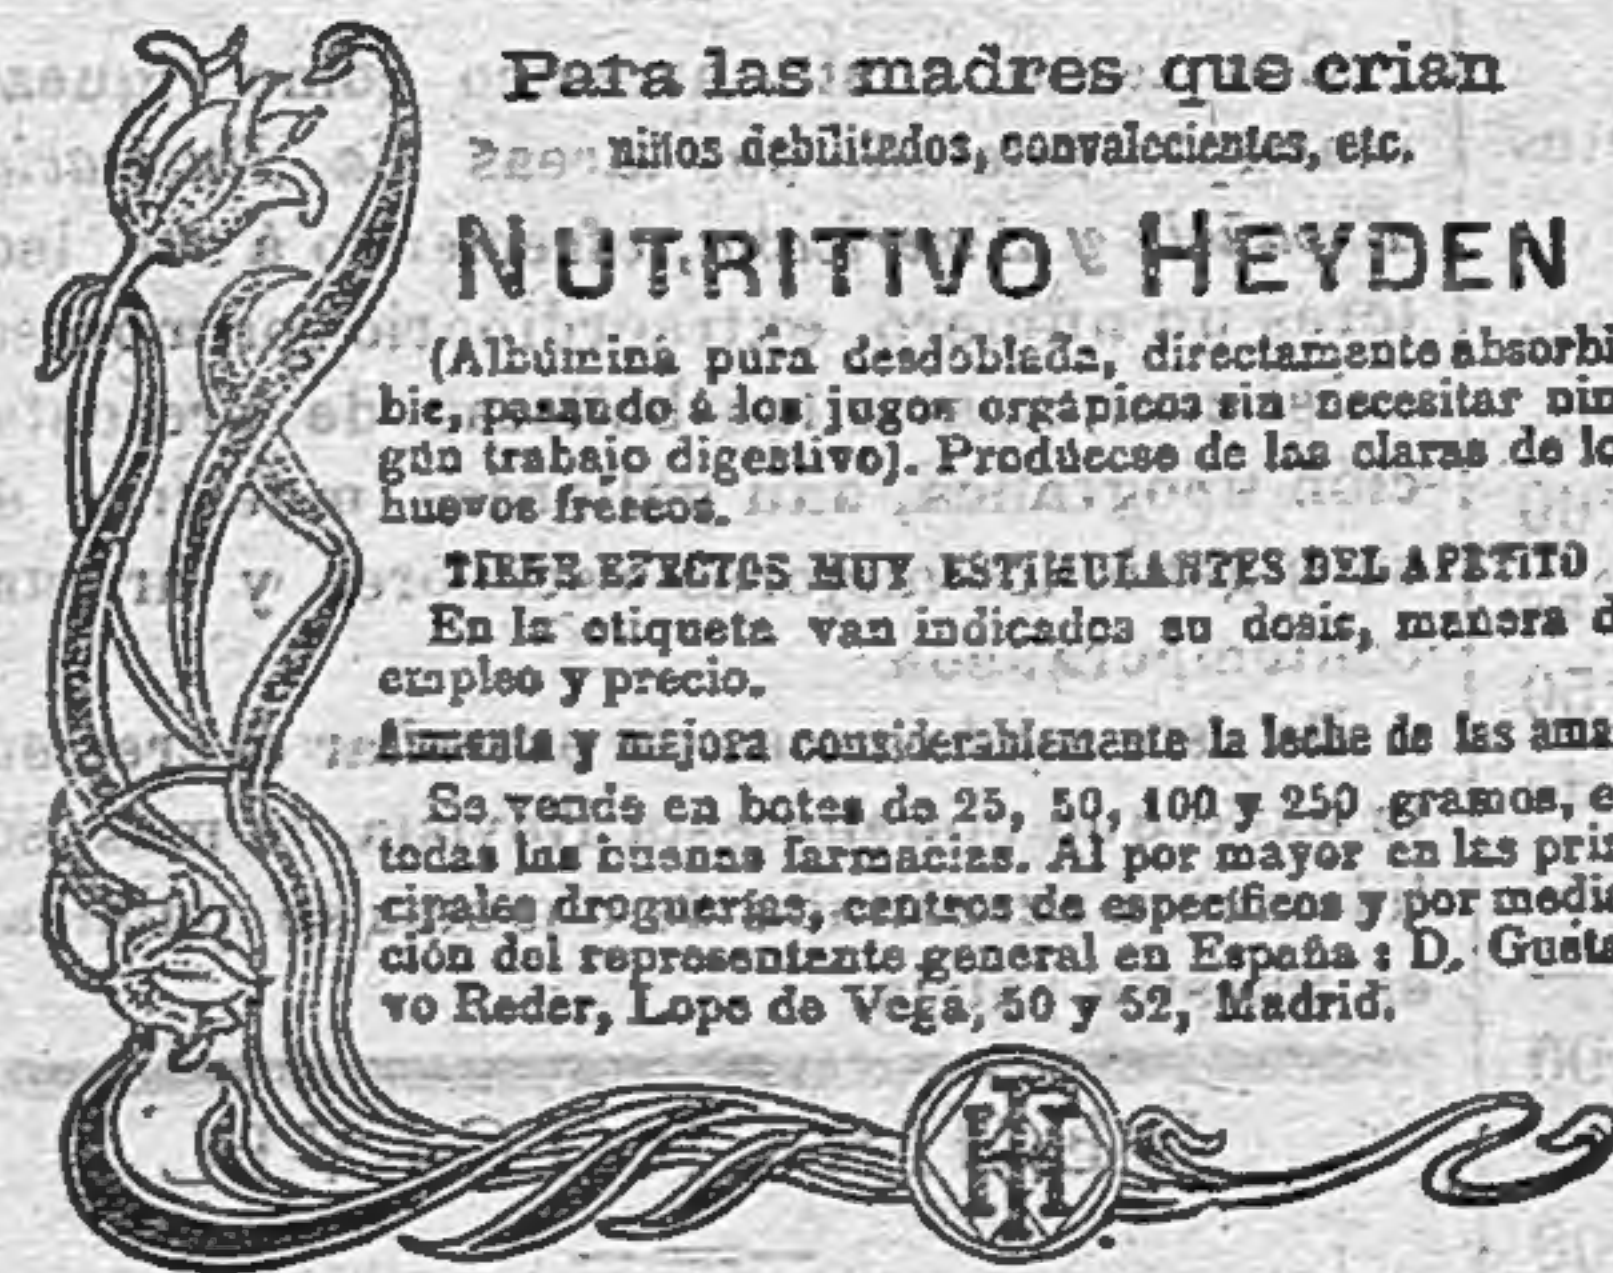 Para las madres que crian
niños debilitados, convalecientes, etc.
NUTRITIVO HEYDEN
(Albúmina pura desdoblada, directamente absorbi
ble, pasando á los jugos orgánicos sin necesitar nin
gún trabajo digestivo). Prodúcese de las claras de lo
huevos frescos.
TIENE EFECTOS MUY ESTIMULANTES DEL APETITO
En la etiqueta van indicados su dosis, manera d
empleo y precio.
Aumenta y mejora considerablemente la leche de las ama
Se vende en botes de 25, 50, 100 y 250 gramos, e
todas las buenas farmacias. Al por mayor en las prin
cipales droguerías, centros de específicos y por media
ción del representante general en España: D. Gusta
vo Reder, Lope de Vega, 50 y 52, Madrid.